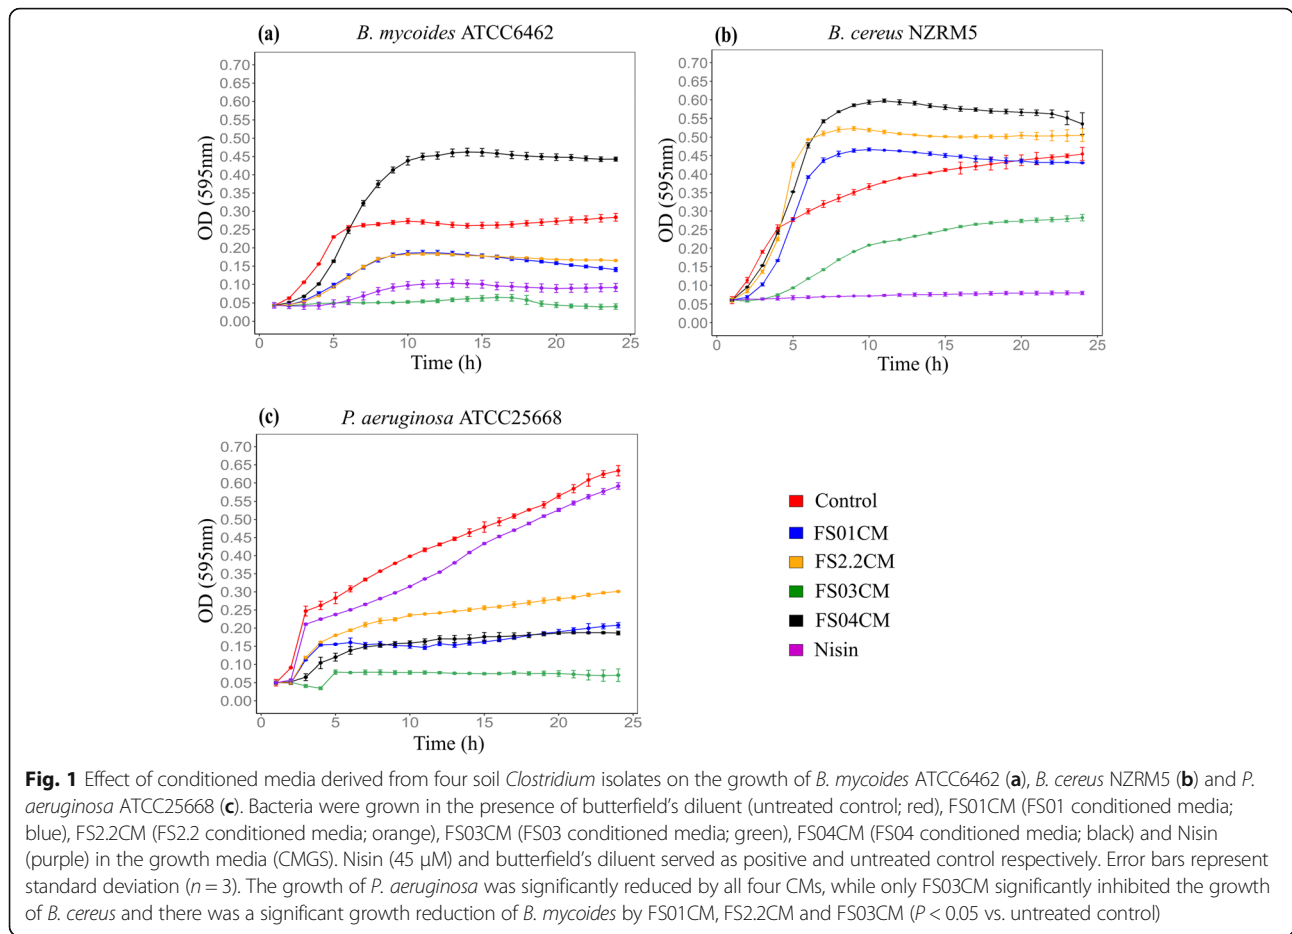 (a) B. mycoides ATCC6462
0.70
0.65
0.60
0.55
0.50
0.45
0.40
0.35
0.30
0.25
0.20
0.15
0.10
0.05
0.00
OD (595nm)
0 5 10 15 20 25
Time (h)
(b) B. cereus NZRM5
0.70
0.65
0.60
0.55
0.50
0.45
0.40
0.35
0.30
0.25
0.20
0.15
0.10
0.05
0.00
OD (595nm)
0 5 10 15 20 25
Time (h)
(c) P. aeruginosa ATCC25668
0.70
0.65
0.60
0.55
0.50
0.45
0.40
0.35
0.30
0.25
0.20
0.15
0.10
0.05
0.00
OD (595nm)
0 5 10 15 20 25
Time (h)
Control
FS01CM
FS2.2CM
FS03CM
FS04CM
Nisin
Fig. 1 Effect of conditioned media derived from four soil Clostridium isolates on the growth of B. mycoides ATCC6462 (a), B. cereus NZRM5 (b) and P.
aeruginosa ATCC25668 (c). Bacteria were grown in the presence of butterfield's diluent (untreated control; red), FS01CM (FS01 conditioned media;
blue), FS2.2CM (FS2.2 conditioned media; orange), FS03CM (FS03 conditioned media; green), FS04CM (FS04 conditioned media; black) and Nisin
(purple) in the growth media (CMGS). Nisin (45 μM) and butterfield's diluent served as positive and untreated control respectively. Error bars represent
standard deviation (n = 3). The growth of P. aeruginosa was significantly reduced by all four CMs, while only FS03CM significantly inhibited the growth
of B. cereus and there was a significant growth reduction of B. mycoides by FS01CM, FS2.2CM and FS03CM (P < 0.05 vs. untreated control)